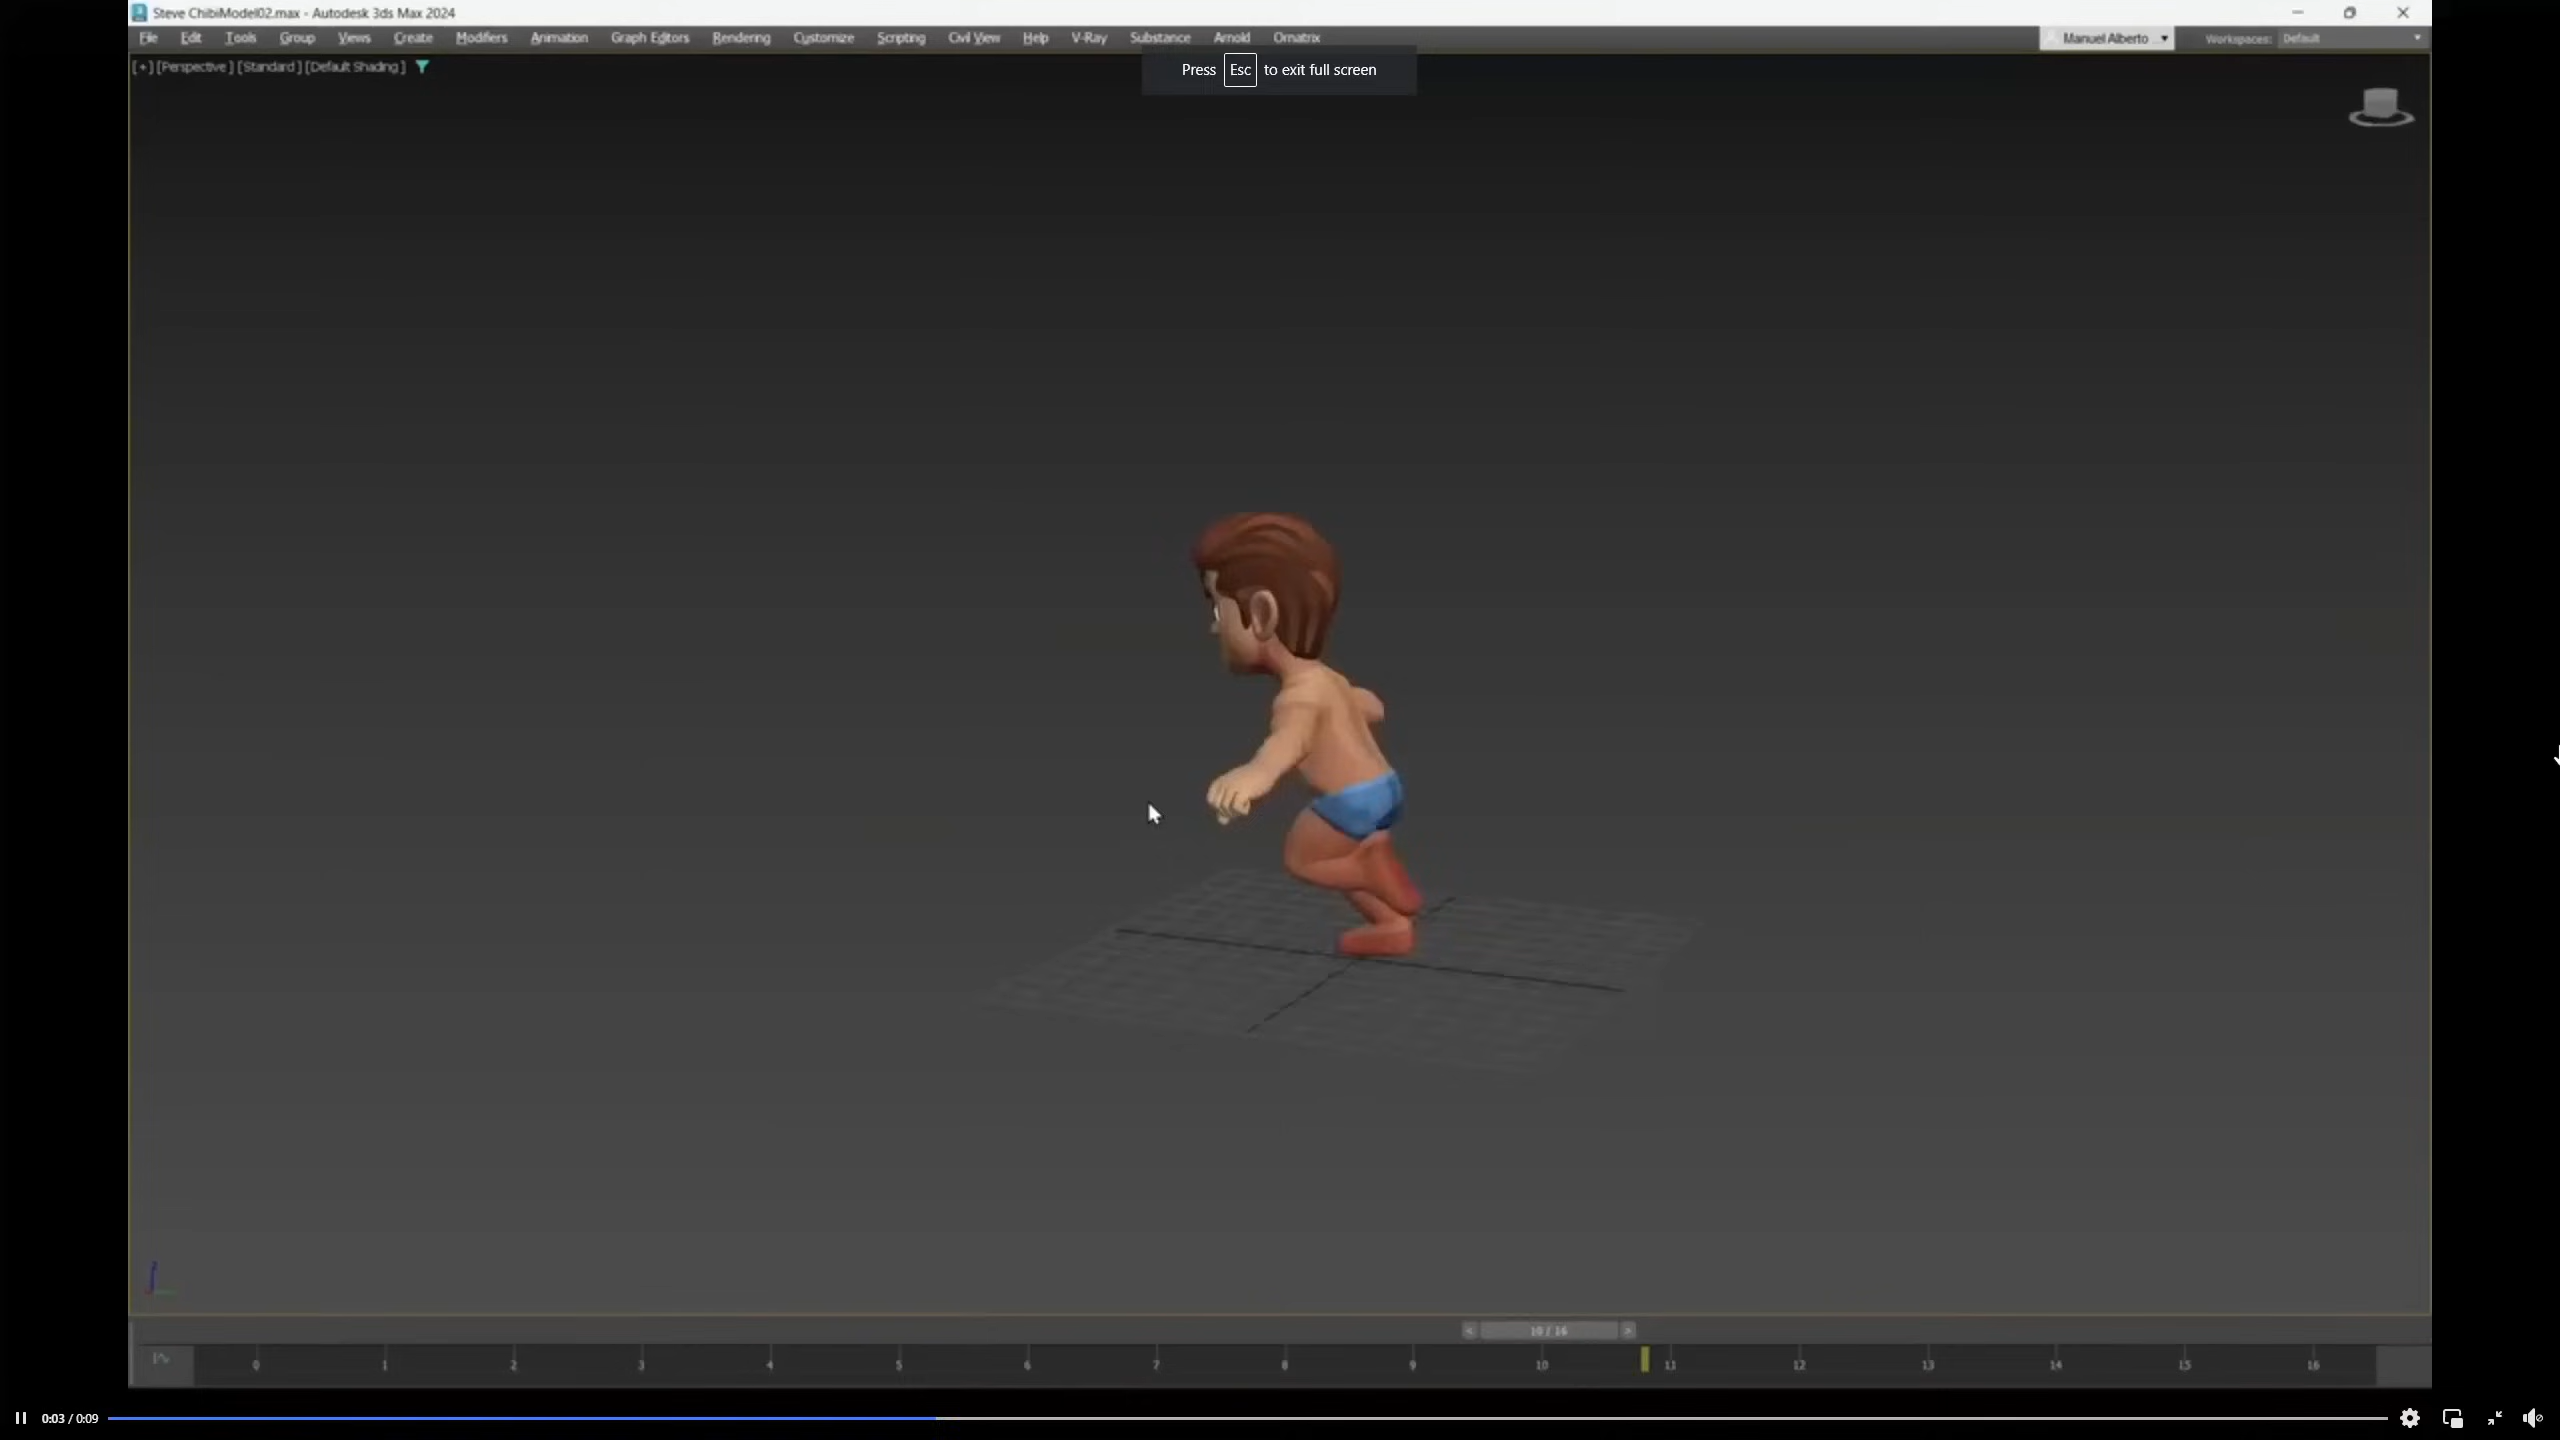 Steve ChibiModel02.max - Autodesk 3ds Max 2024
File Edit Tools Group Views Create Modifiers Animation Graph Editors Rendering Customize Scripting Civil View Help V-Ray Substance Arnold Ornatrix Manuel Alberto Workspaces: Default
[+] [Perspective] [Standard] [Default Shading]
Press Esc to exit full screen
< 10 / 16 >
0 1 2 3 4 5 6 7 8 9 10 11 12 13 14 15 16
0:03 / 0:09